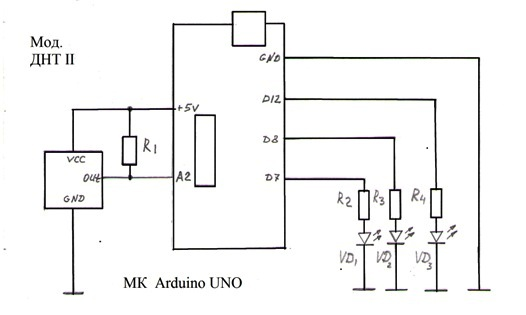 Мод.
ДНТ II
GND
+5V
D12
R1
VCC
D8
OUT
A2
D7
GND
R2
R3
R4
VD1
VD2
VD3
МК Arduino UNO